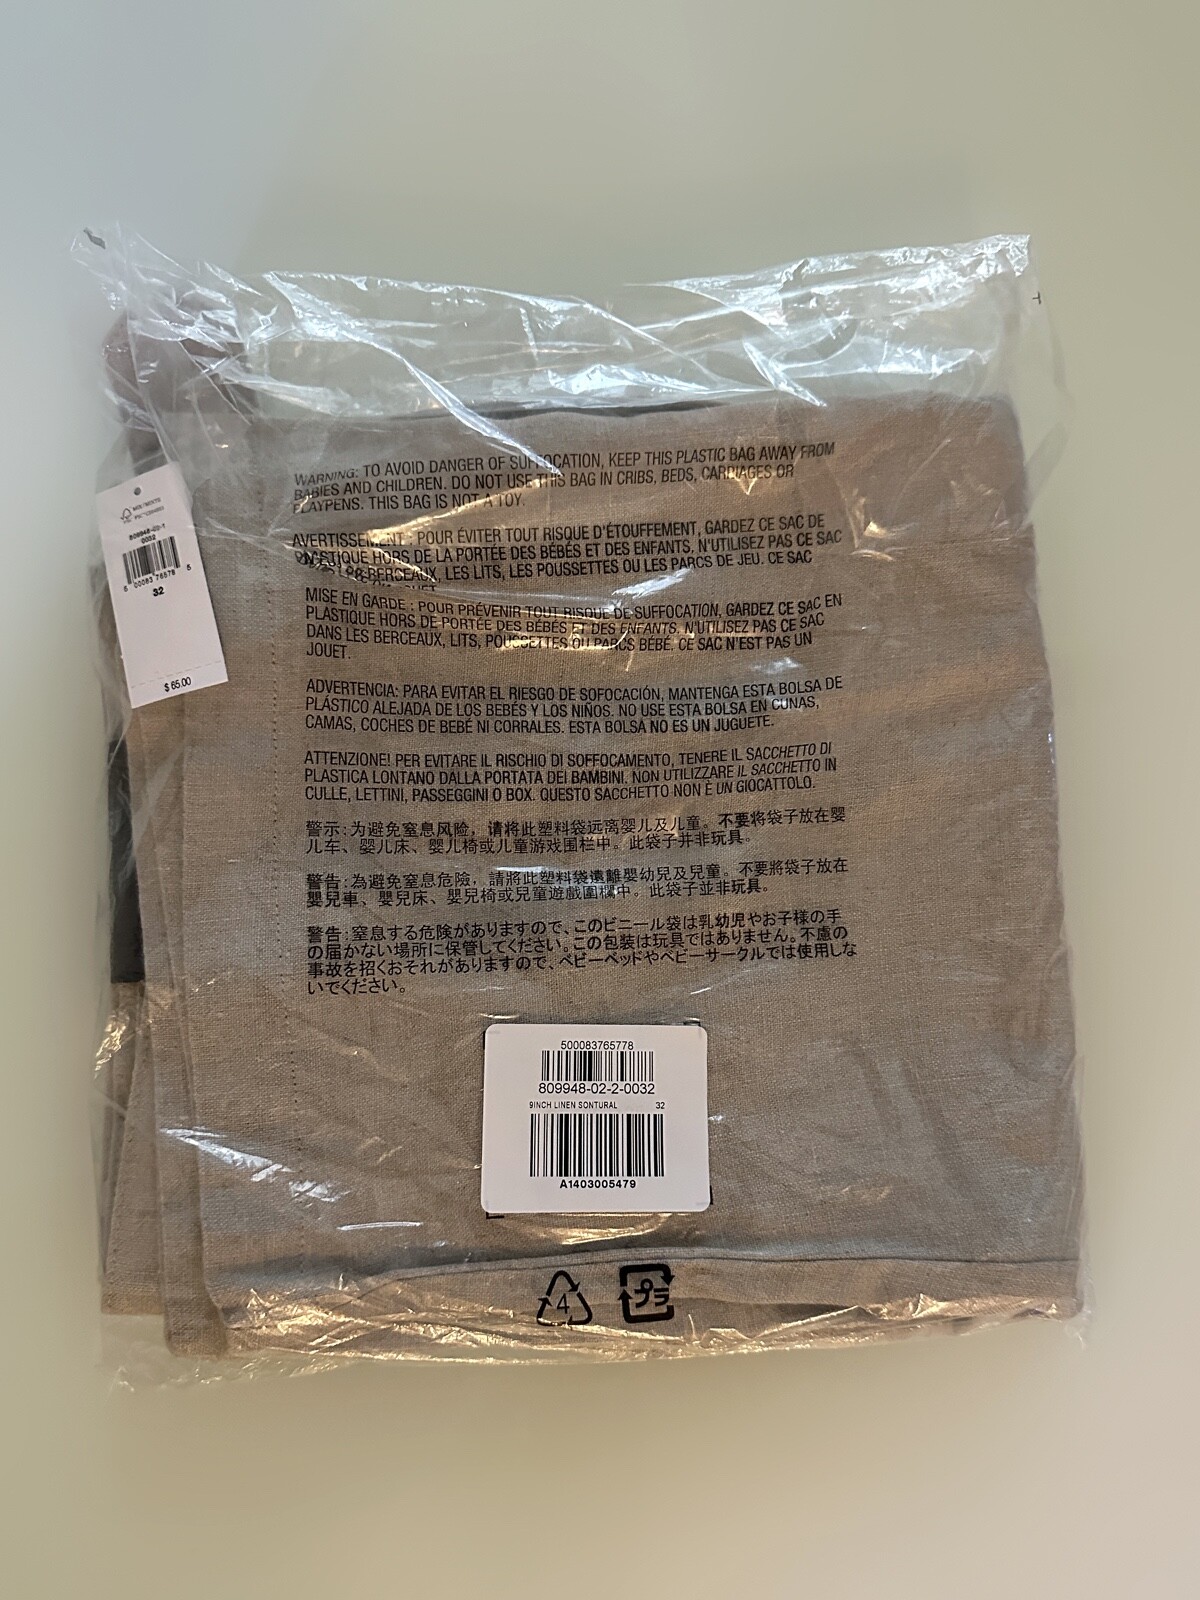 809948-02-1
0032
32
$ 65.00
WARNING: TO AVOID DANGER OF SUFFOCATION, KEEP THIS PLASTIC BAG AWAY FROM
BABIES AND CHILDREN. DO NOT USE THIS BAG IN CRIBS, BEDS, CARRIAGES OR
PLAYPENS. THIS BAG IS NOT A TOY.
AVERTISSEMENT : POUR ÉVITER TOUT RISQUE D'ÉTOUFFEMENT, GARDEZ CE SAC DE
PLASTIQUE HORS DE LA PORTÉE DES BÉBÉS ET DES ENFANTS. N'UTILISEZ PAS CE SAC
BERCEAUX, LES LITS, LES POUSSETTES OU LES PARCS DE JEU. CE SAC
MISE EN GARDE : POUR PRÉVENIR TOUT RISQUE DE SUFFOCATION, GARDEZ CE SAC EN
PLASTIQUE HORS DE PORTÉE DES BÉBÉS ET DES ENFANTS. N'UTILISEZ PAS CE SAC
DANS LES BERCEAUX, LITS, POUSSETTES OU PARCS BÉBÉ. CE SAC N'EST PAS UN
JOUET.
ADVERTENCIA: PARA EVITAR EL RIESGO DE SOFOCACIÓN, MANTENGA ESTA BOLSA DE
PLÁSTICO ALEJADA DE LOS BEBÉS Y LOS NIÑOS. NO USE ESTA BOLSA EN CUNAS,
CAMAS, COCHES DE BEBÉ NI CORRALES. ESTA BOLSA NO ES UN JUGUETE.
ATTENZIONE! PER EVITARE IL RISCHIO DI SOFFOCAMENTO, TENERE IL SACCHETTO DI
PLASTICA LONTANO DALLA PORTATA DEI BAMBINI. NON UTILIZZARE IL SACCHETTO IN
CULLE, LETTINI, PASSEGGINI O BOX. QUESTO SACCHETTO NON È UN GIOCATTOLO.
警示：为避免窒息风险，请将此塑料袋远离婴儿及儿童。不要将袋子放在婴
儿车、婴儿床、婴儿椅或儿童游戏围栏中。此袋子并非玩具。
警告：為避免窒息危險，請將此塑料袋遠離嬰幼兒及兒童。不要將袋子放在
嬰兒車、嬰兒床、嬰兒椅或兒童遊戲圍欄中。此袋子並非玩具。
警告：窒息する危険がありますので、このビニール袋は乳幼児やお子様の手
の届かない場所に保管してください。この包装は玩具ではありません。不慮の
事故を招くおそれがありますので、ベビーベッドやベビーサークルでは使用しな
いでください。
500083765778
809948-02-2-0032
9INCH LINEN SONTURAL 32
A1403005479
4
プラ